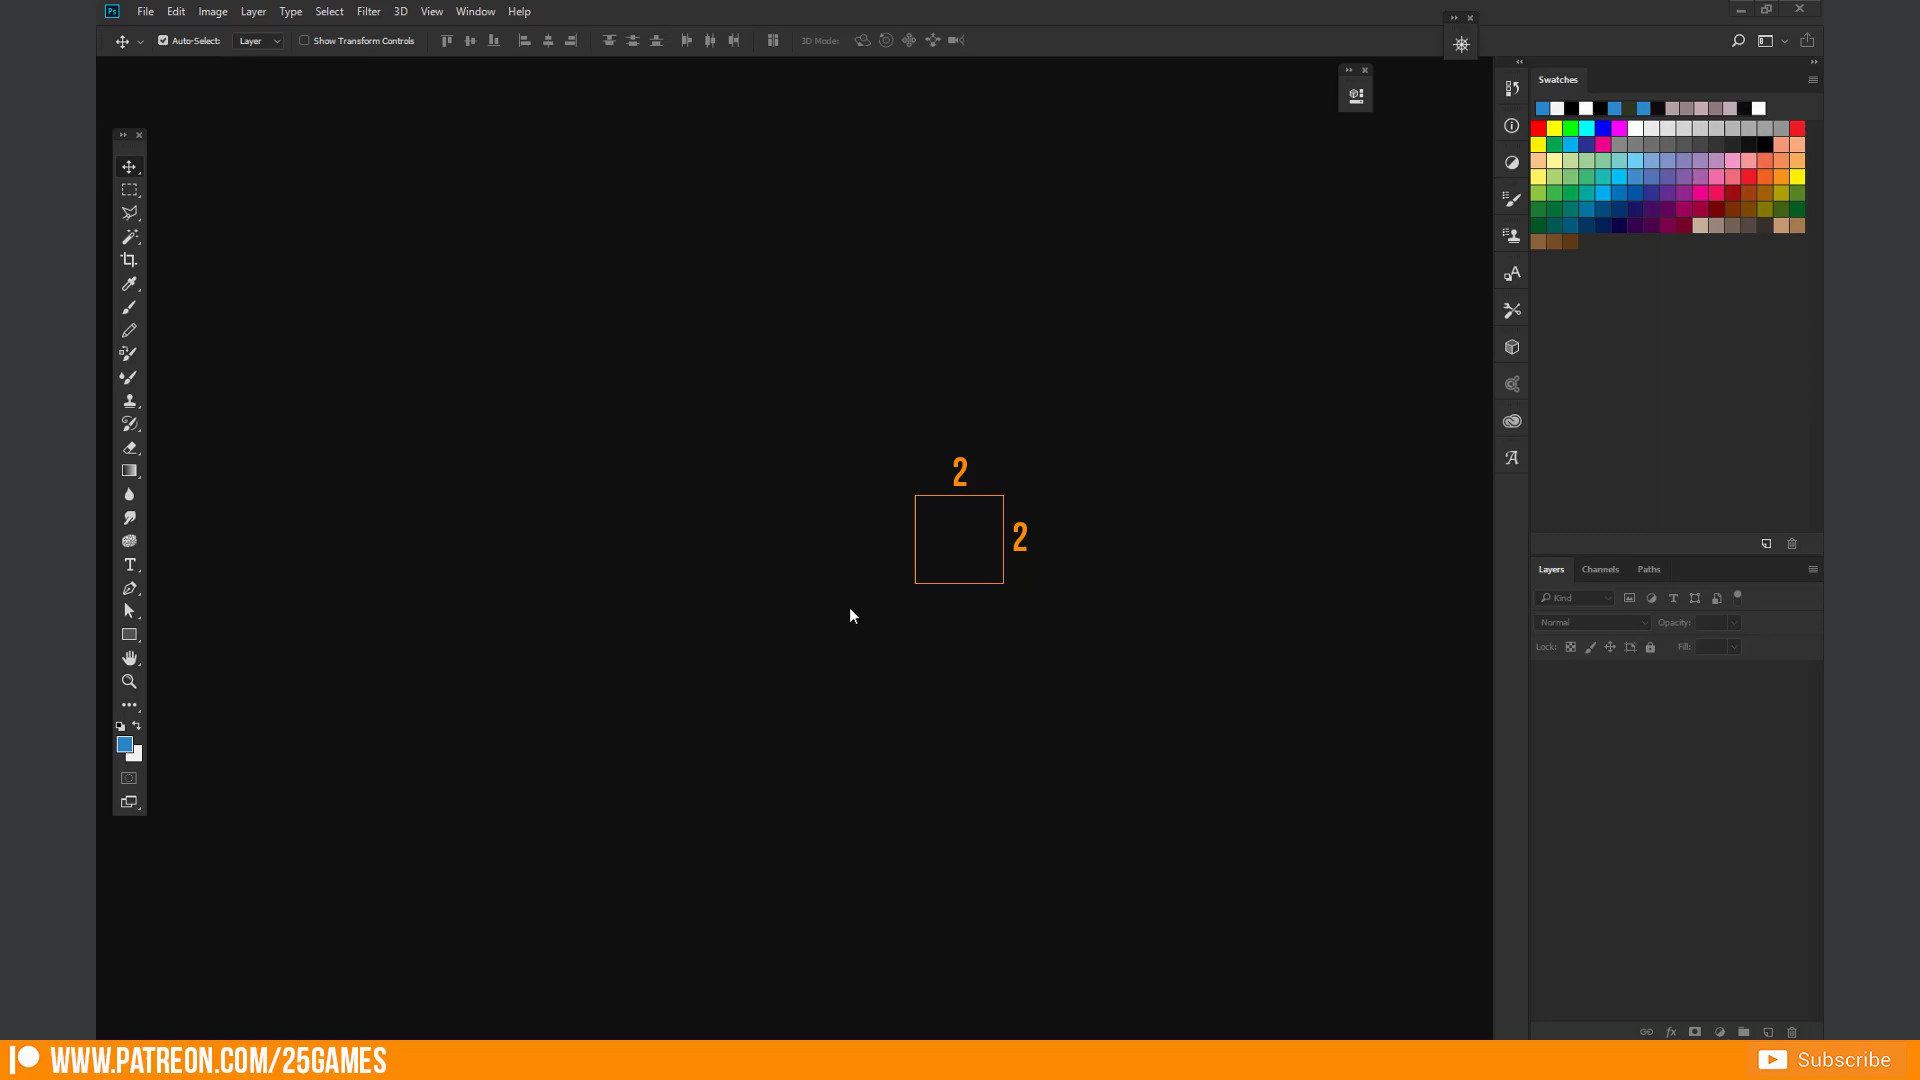 Ps File Edit Image Layer Type Select Filter 3D View Window Help
Auto-Select: Layer Show Transform Controls 3D Mode:
Swatches
2
2
Layers Channels Paths
Kind
Normal Opacity:
Lock: Fill:
WWW.PATREON.COM/25GAMES
Subscribe